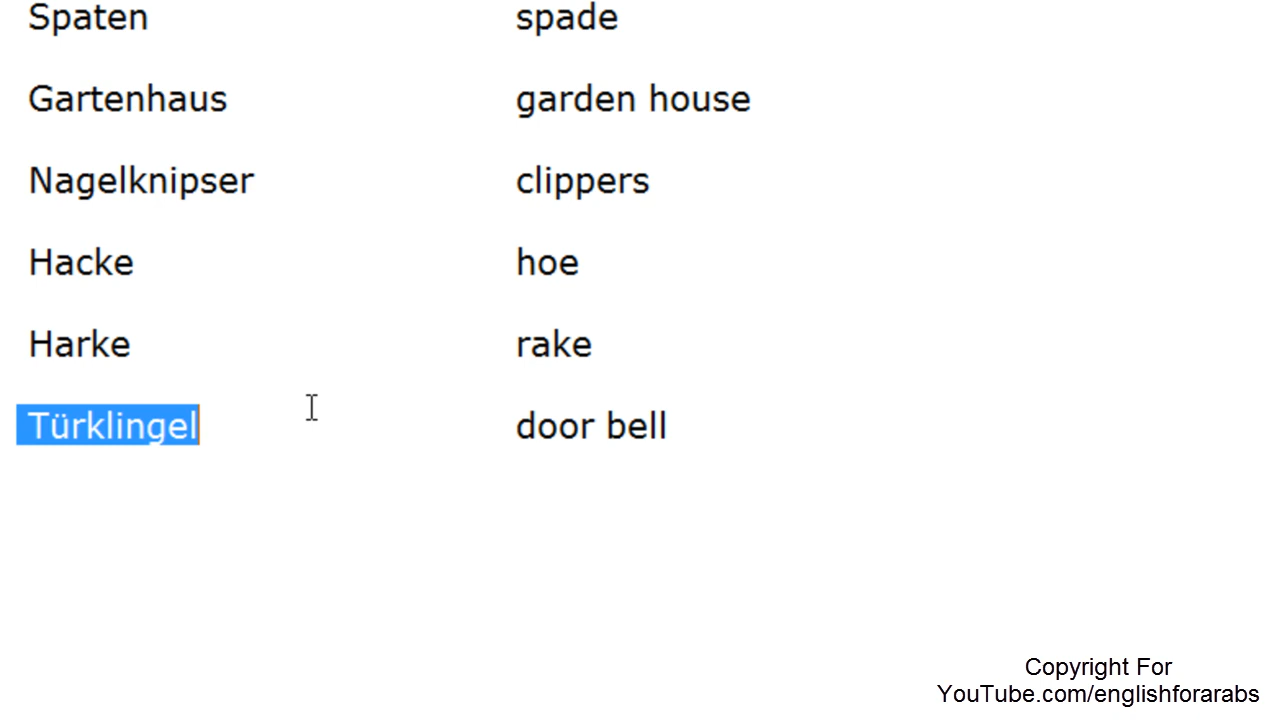 Spaten spade
Gartenhaus garden house
Nagelknipser clippers
Hacke hoe
Harke rake
Türklingel door bell
Copyright For
YouTube.com/englishforarabs